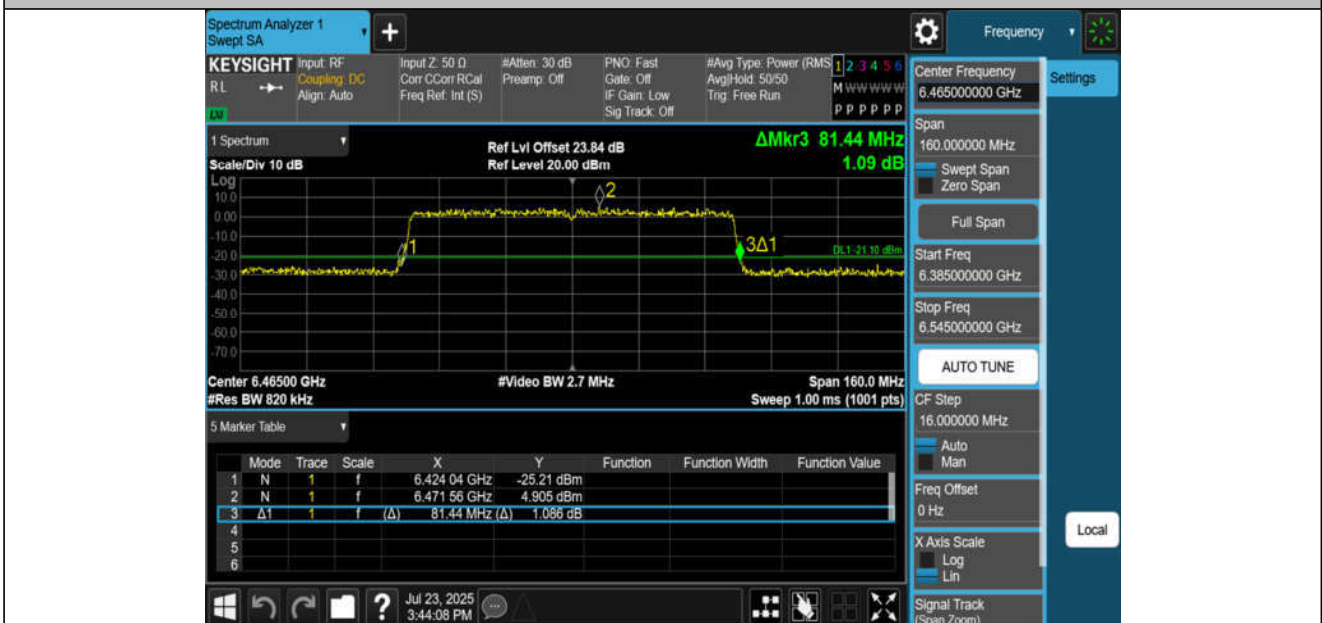 Spectrum Analyzer 1
Swept SA
+
Frequency
KEYSIGHT
RL
LXI
Input: RF
Coupling: DC
Align: Auto
Input Z: 50 Ω
Corr CCorr RCal
Freq Ref: Int (S)
#Atten: 30 dB
Preamp: Off
PNO: Fast
Gate: Off
IF Gain: Low
Sig Track: Off
#Avg Type: Power (RMS
Avg|Hold: 50/50
Trig: Free Run
1 2 3 4 5 6
M W W W W W
P P P P P P
1 Spectrum
Scale/Div 10 dB
Ref Lvl Offset 23.84 dB
Ref Level 20.00 dBm
ΔMkr3 81.44 MHz
1.09 dB
Log
10.0
0.00
-10.0
-20.0
-30.0
-40.0
-50.0
-60.0
-70.0
1
2
3Δ1
DL1 -21.10 dBm
Center 6.46500 GHz
#Res BW 820 kHz
#Video BW 2.7 MHz
Span 160.0 MHz
Sweep 1.00 ms (1001 pts)
5 Marker Table
Mode Trace Scale X Y Function Function Width Function Value
1 N 1 f 6.424 04 GHz -25.21 dBm
2 N 1 f 6.471 56 GHz 4.905 dBm
3 Δ1 1 f (Δ) 81.44 MHz (Δ) 1.086 dB
4
5
6
Jul 23, 2025
3:44:08 PM
?
Settings
Center Frequency
6.465000000 GHz
Span
160.000000 MHz
Swept Span
Zero Span
Full Span
Start Freq
6.385000000 GHz
Stop Freq
6.545000000 GHz
AUTO TUNE
CF Step
16.000000 MHz
Auto
Man
Freq Offset
0 Hz
X Axis Scale
Log
Lin
Signal Track
(Span Zoom)
Local